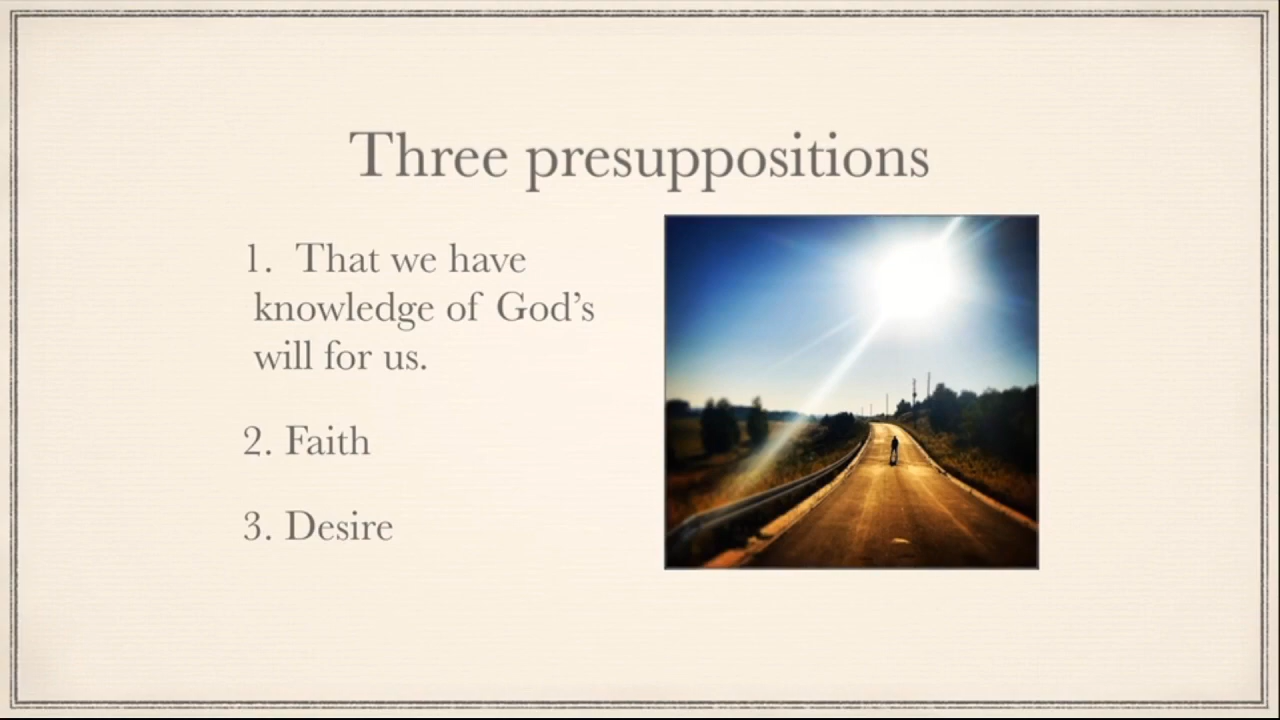 Three presuppositions
1. That we have
knowledge of God’s
will for us.
2. Faith
3. Desire